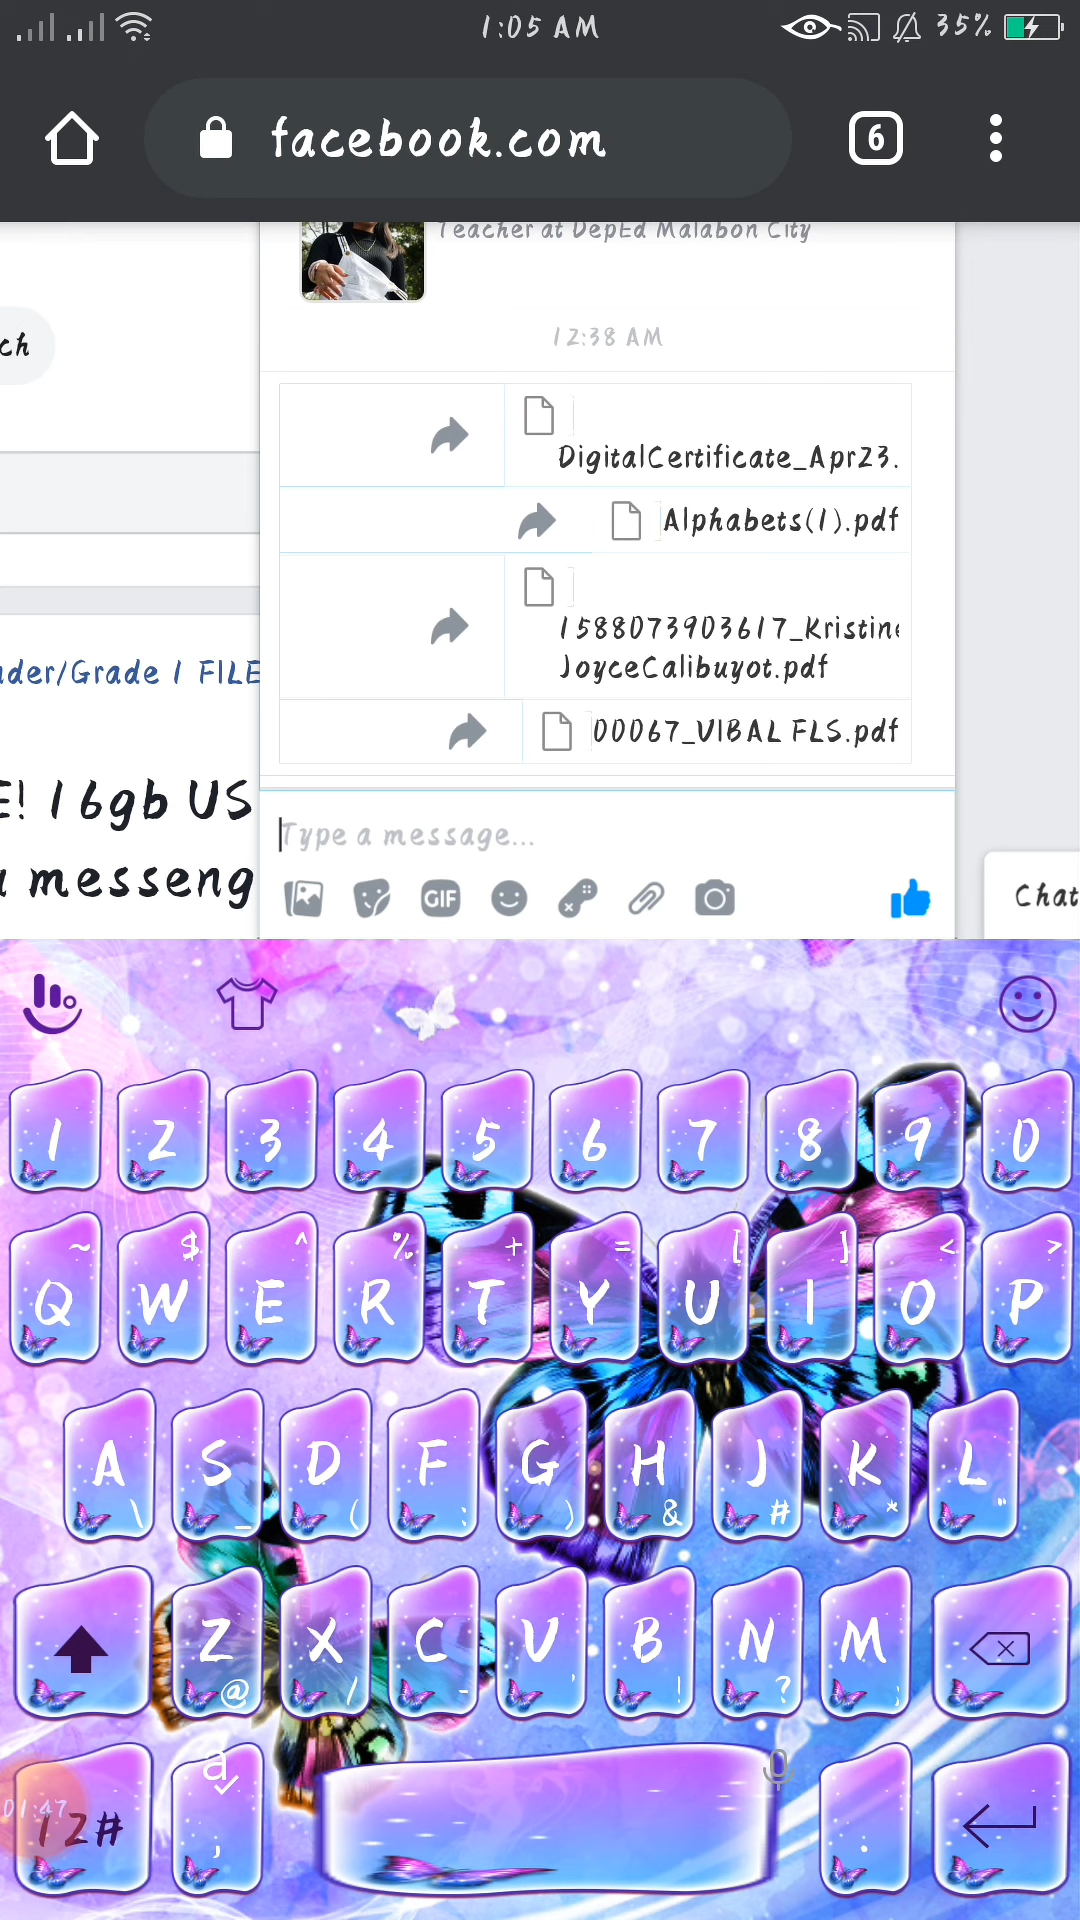 1:05 AM 35%
facebook.com 6
Teacher at DepEd Malabon City
ch
12:38 AM
DigitalCertificate_Apr23.
Alphabets(1).pdf
1588073903617_Kristine
JoyceCalibuyot.pdf
der/Grade 1 FILE
00067_VIBAL FLS.pdf
E! 16gb US
messeng
Type a message...
GIF
Chat
1 2 3 4 5 6 7 8 9 0
~ $ ^ % + = [ ] < >
Q W E R T Y U I O P
A S D F G H J K L
\ _ ( : ) & # * "
Z X C V B N M
@ / - ' ! ? ;
a
01:47
12# , .